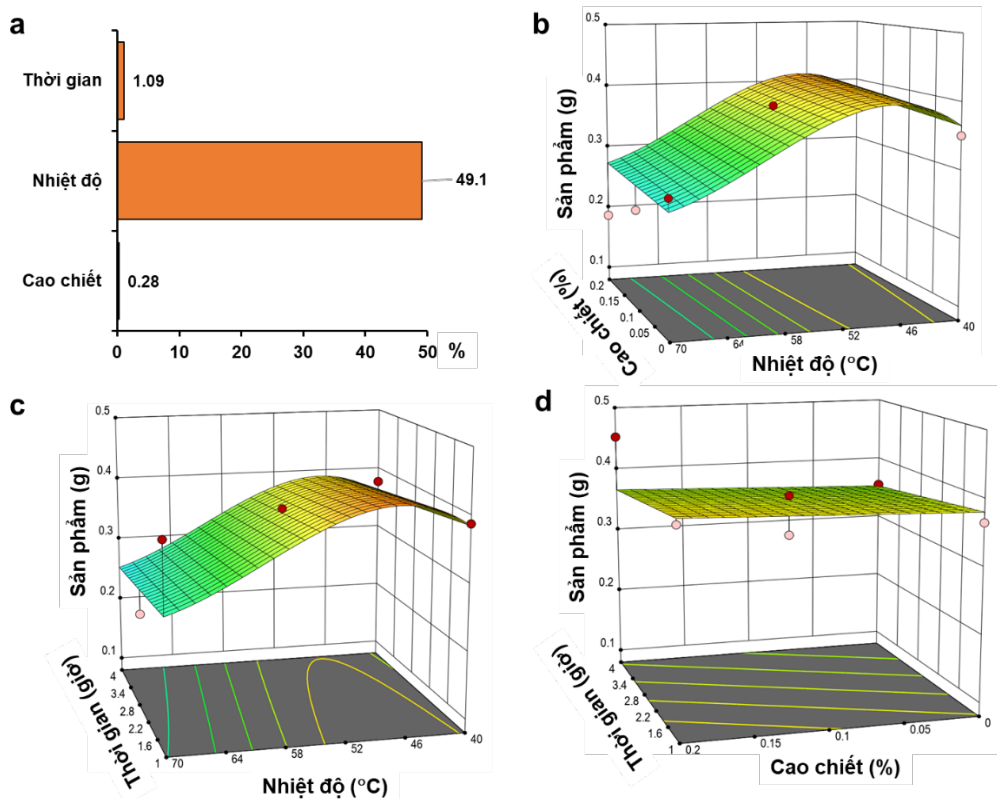 a
Thời gian
1.09
Nhiệt độ
49.1
Cao chiết
0.28
0 10 20 30 40 50 %
b
Sản phẩm (g)
0.5
0.4
0.3
0.2
0.1
Cao chiết (%)
0.2
0.15
0.1
0.05
0
70 64 58 52 46 40
Nhiệt độ (°C)
c
Sản phẩm (g)
0.5
0.4
0.3
0.2
0.1
Thời gian (giờ)
4
3.4
2.8
2.2
1.6
1
70 64 58 52 46 40
Nhiệt độ (°C)
d
Sản phẩm (g)
0.5
0.4
0.3
0.2
0.1
Thời gian (giờ)
4
3.4
2.8
2.2
1.6
1
0.2 0.15 0.1 0.05 0
Cao chiết (%)